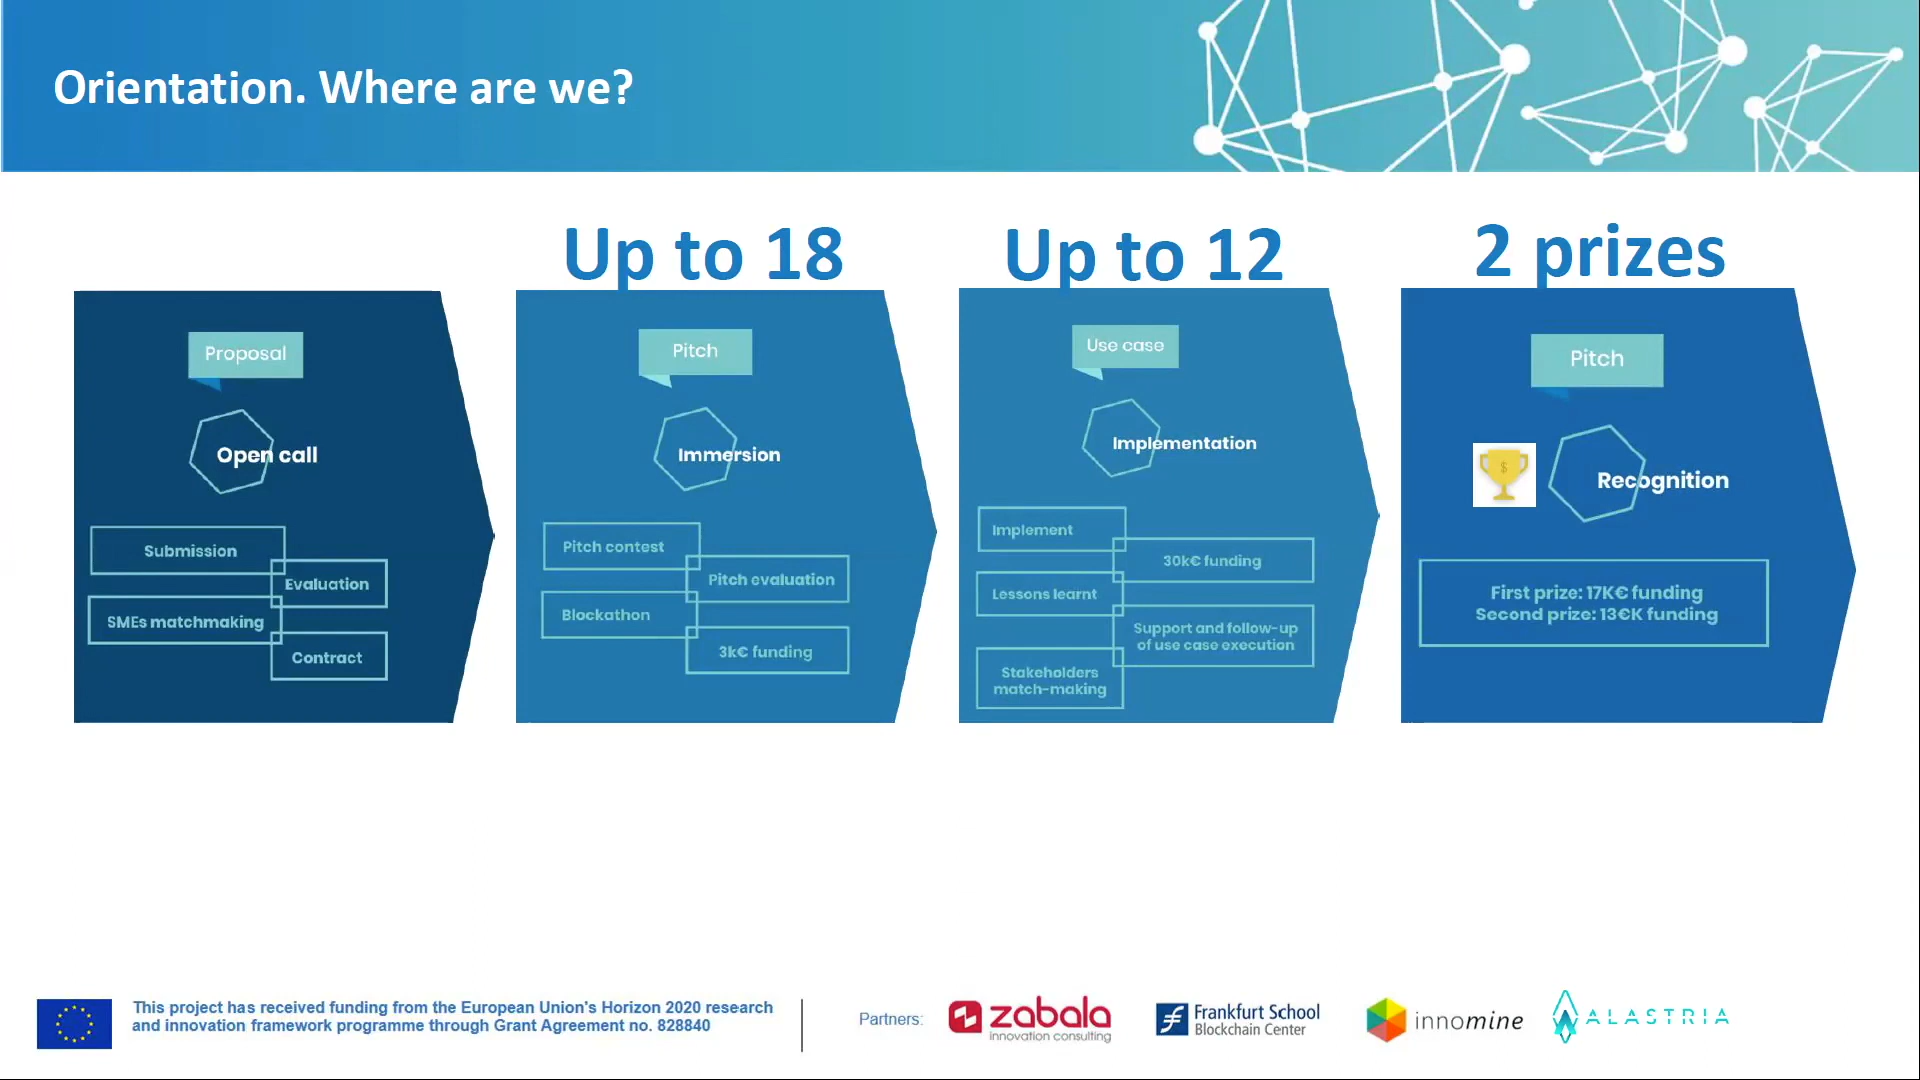 Orientation. Where are we?
Up to 18
Up to 12
2 prizes
Proposal
Open call
Submission
Evaluation
SMEs matchmaking
Contract
Pitch
Immersion
Pitch contest
Pitch evaluation
Blockathon
3k€ funding
Use case
Implementation
Implement
30k€ funding
Lessons learnt
Support and follow-up
of use case execution
Stakeholders
match-making
Pitch
$
Recognition
First prize: 17K€ funding
Second prize: 13€K funding
This project has received funding from the European Union's Horizon 2020 research
and innovation framework programme through Grant Agreement no. 828840
Partners:
zabala
innovation consulting
Frankfurt School
Blockchain Center
innomine
ALASTRIA